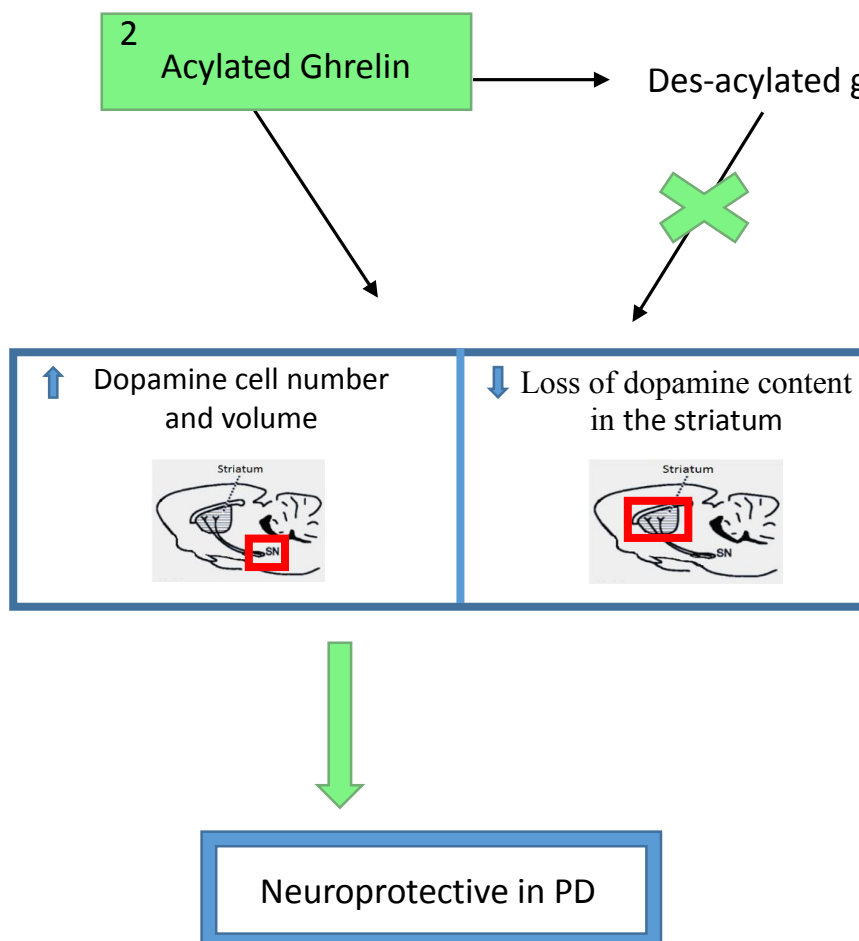 2
Acylated Ghrelin
Des-acylated g
Dopamine cell number
and volume
Loss of dopamine content
in the striatum
Striatum
SN
Striatum
SN
Neuroprotective in PD